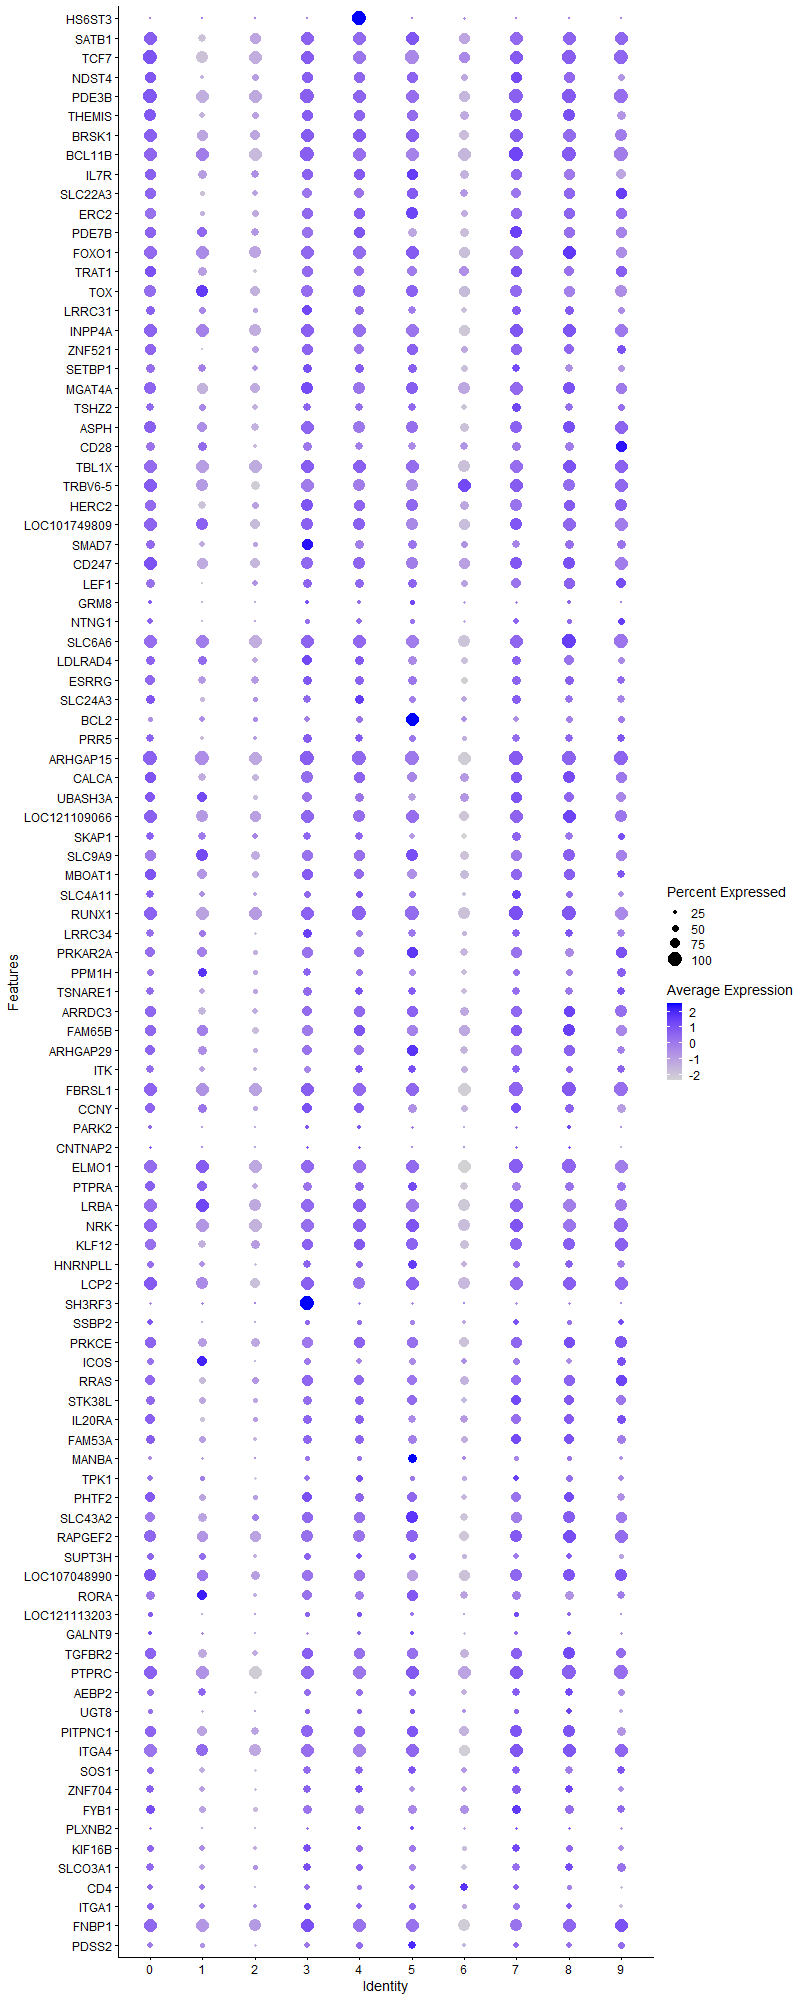 HS6ST3
SATB1
TCF7
NDST4
PDE3B
THEMIS
BRSK1
BCL11B
IL7R
SLC22A3
ERC2
PDE7B
FOXO1
TRAT1
TOX
LRRC31
INPP4A
ZNF521
SETBP1
MGAT4A
TSHZ2
ASPH
CD28
TBL1X
TRBV6-5
HERC2
LOC101749809
SMAD7
CD247
LEF1
GRM8
NTNG1
SLC6A6
LDLRAD4
ESRRG
SLC24A3
BCL2
PRR5
ARHGAP15
CALCA
UBASH3A
LOC121109066
SKAP1
SLC9A9
MBOAT1
SLC4A11
RUNX1
LRRC34
PRKAR2A
PPM1H
TSNARE1
ARRDC3
FAM65B
ARHGAP29
ITK
FBRSL1
CCNY
PARK2
CNTNAP2
ELMO1
PTPRA
LRBA
NRK
KLF12
HNRNPLL
LCP2
SH3RF3
SSBP2
PRKCE
ICOS
RRAS
STK38L
IL20RA
FAM53A
MANBA
TPK1
PHTF2
SLC43A2
RAPGEF2
SUPT3H
LOC107048990
RORA
LOC121113203
GALNT9
TGFBR2
PTPRC
AEBP2
UGT8
PITPNC1
ITGA4
SOS1
ZNF704
FYB1
PLXNB2
KIF16B
SLCO3A1
CD4
ITGA1
FNBP1
PDSS2
Features
0 1 2 3 4 5 6 7 8 9
Identity
Percent Expressed
25
50
75
100
Average Expression
2
1
0
-1
-2